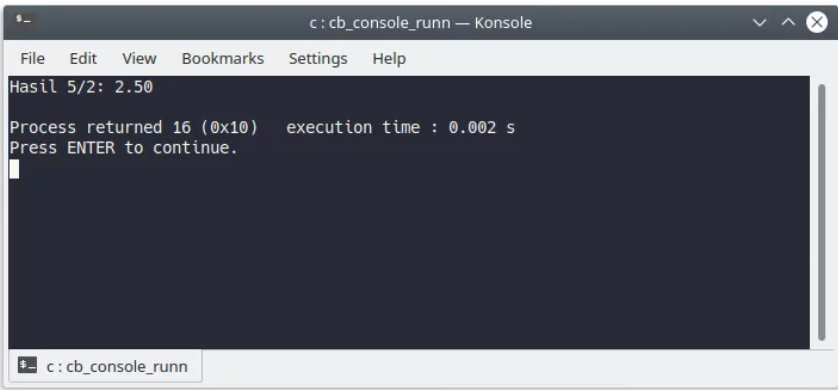 c : cb_console_runn — Konsole
File Edit View Bookmarks Settings Help
Hasil 5/2: 2.50
Process returned 16 (0x10)   execution time : 0.002 s
Press ENTER to continue.
c : cb_console_runn